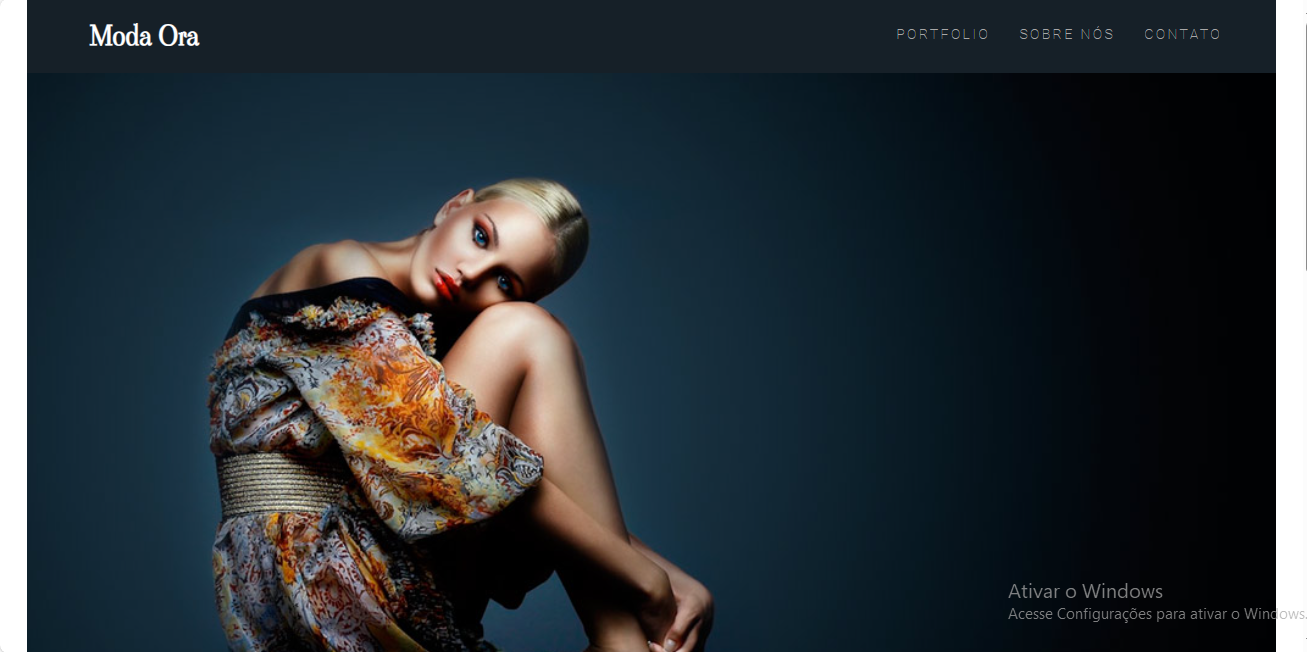 Moda Ora
PORTFOLIO SOBRE NÓS CONTATO
Ativar o Windows
Acesse Configurações para ativar o Windows.